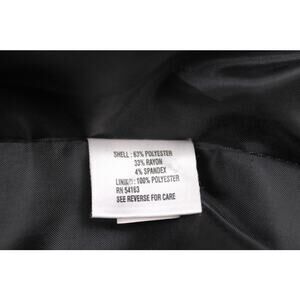 SHELL : 63% POLYESTER
33% RAYON
4% SPANDEX
LINING : 100% POLYESTER
RN 54163
SEE REVERSE FOR CARE